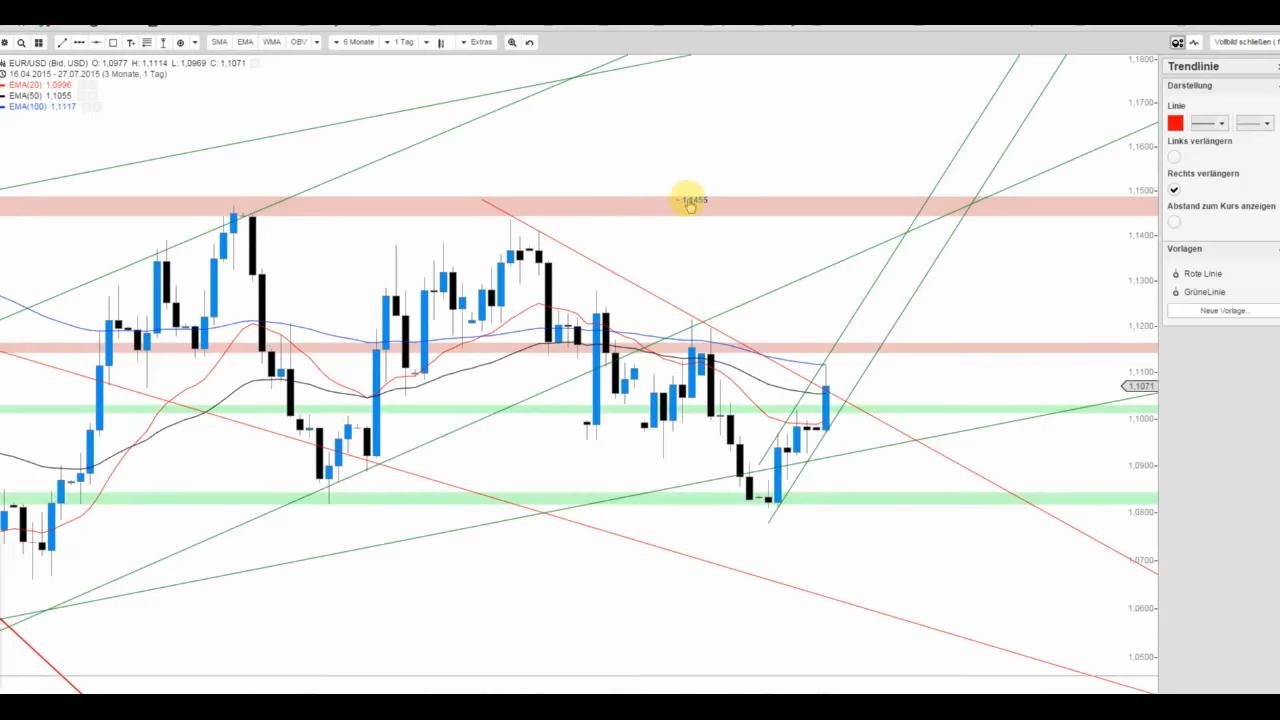 SMA EMA WMA OBV 6 Monate 1 Tag Extras Vollbild schließen ( f
EUR/USD (Bid, USD) O: 1,0977 H: 1,1114 L: 1,0969 C: 1,1071
16.04.2015 - 27.07.2015 (3 Monate, 1 Tag)
EMA(20) 1,0996
EMA(50) 1,1055
EMA(100) 1,1117
1,1800
1,1700
1,1600
1,1500
1,1455
1,1400
1,1300
1,1200
1,1100
1,1071
1,1000
1,0900
1,0800
1,0700
1,0600
1,0500
Trendlinie
Darstellung
Linie
Links verlängern
Rechts verlängern
Abstand zum Kurs anzeigen
Vorlagen
Rote Linie
GrüneLinie
Neue Vorlage...